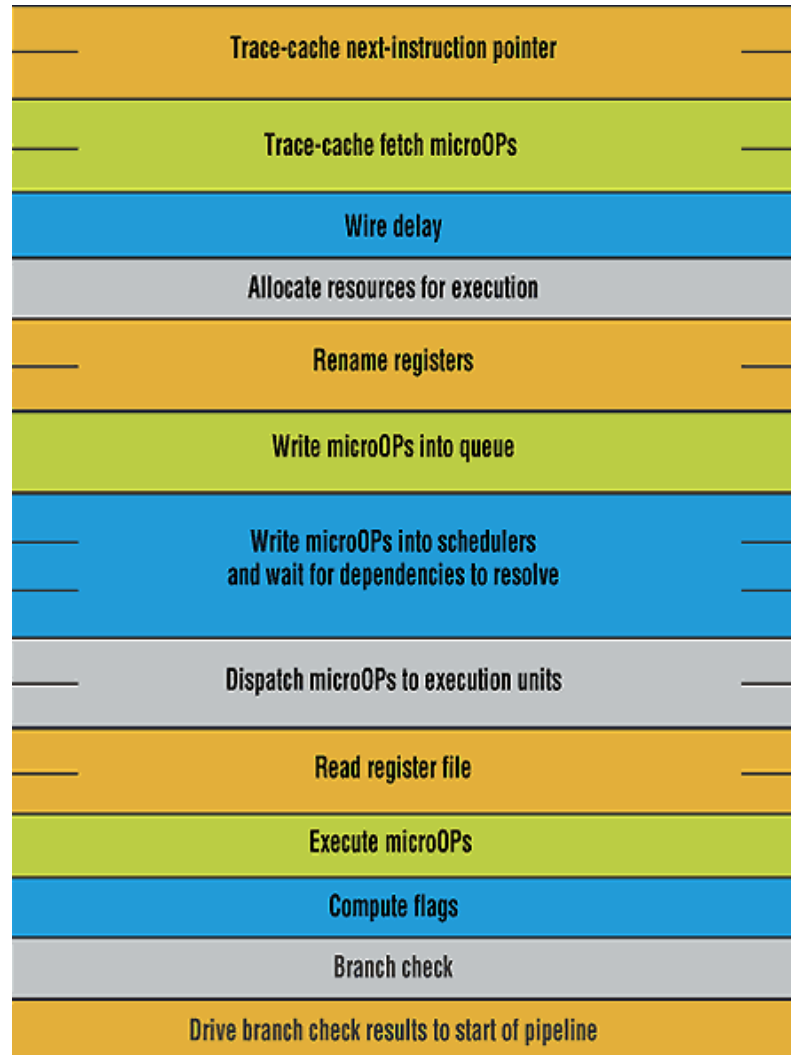 Trace-cache next-instruction pointer
Trace-cache fetch microOPs
Wire delay
Allocate resources for execution
Rename registers
Write microOPs into queue
Write microOPs into schedulers
and wait for dependencies to resolve
Dispatch microOPs to execution units
Read register file
Execute microOPs
Compute flags
Branch check
Drive branch check results to start of pipeline